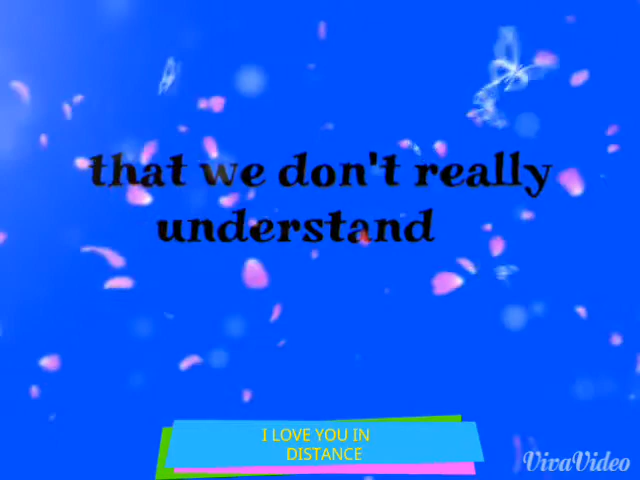 that we don't really
understand
I LOVE YOU IN
DISTANCE
VivaVideo